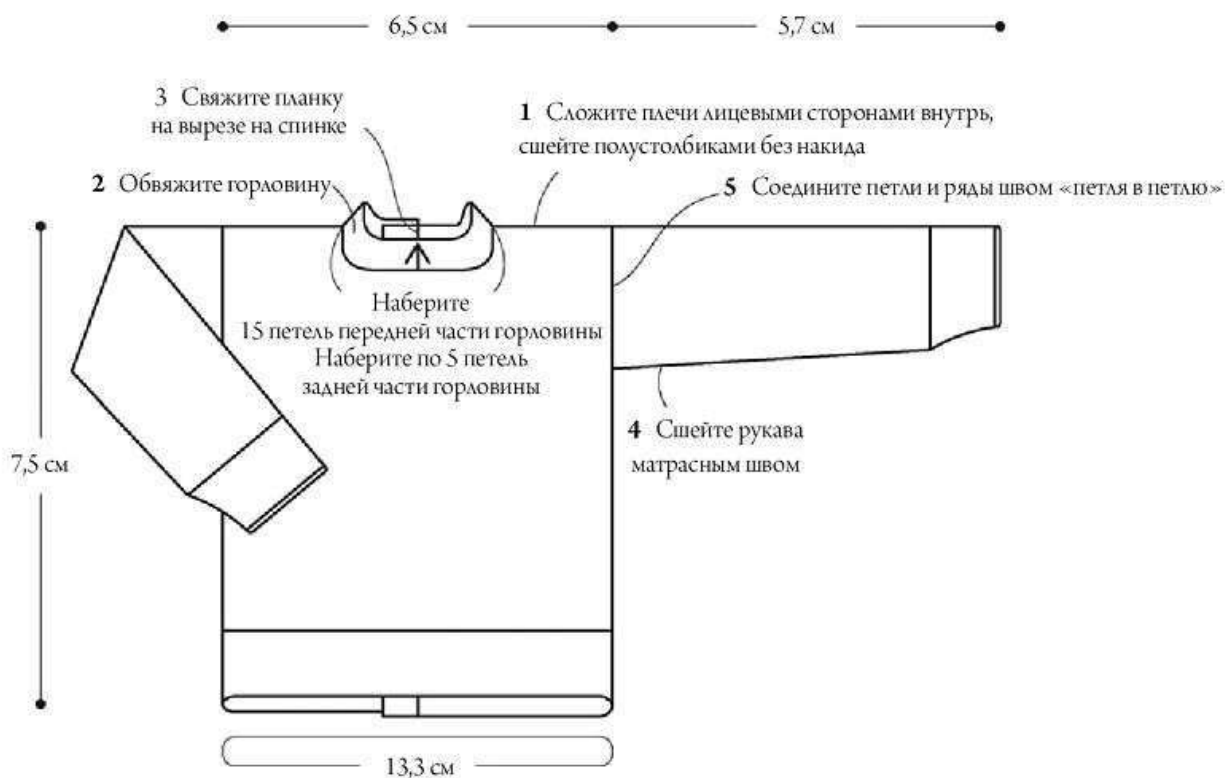 6,5 см
5,7 см
3 Свяжите планку
на вырезе на спинке
1 Сложите плечи лицевыми сторонами внутрь,
сшейте полустолбиками без накида
2 Обвяжите горловину
5 Соедините петли и ряды швом «петля в петлю»
Наберите
15 петель передней части горловины
Наберите по 5 петель
задней части горловины
4 Сшейте рукава
матрасным швом
7,5 см
13,3 см